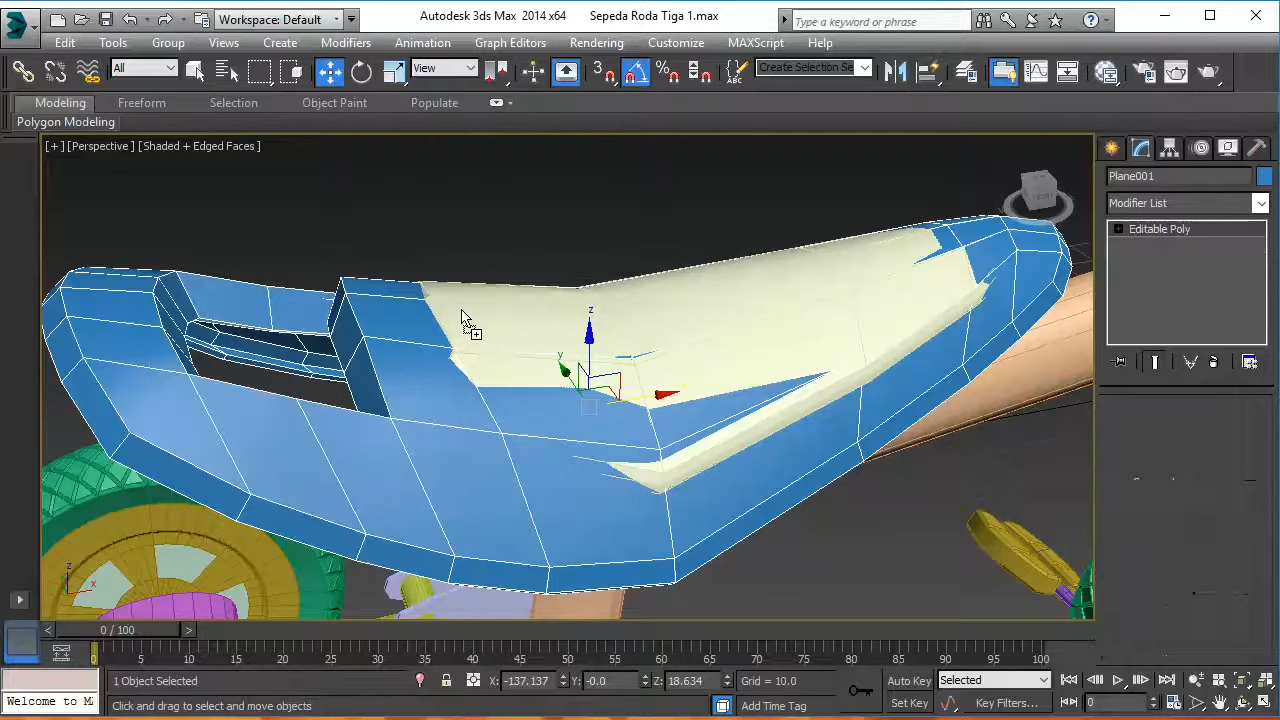 Workspace: Default
Autodesk 3ds Max 2014 x64 Sepeda Roda Tiga 1.max
Type a keyword or phrase
Edit Tools Group Views Create Modifiers Animation Graph Editors Rendering Customize MAXScript Help
All View 3 Create Selection Se
Modeling Freeform Selection Object Paint Populate
Polygon Modeling
[ + ] [Perspective ] [Shaded + Edged Faces ]
Plane001
Modifier List
Editable Poly
z
y
z
x
0 / 100
0 5 10 15 20 25 30 35 40 45 50 55 60 65 70 75 80 85 90 95 100
1 Object Selected X: -137.137 Y: -0.0 Z: 18.634 Grid = 10.0 Auto Key Selected
Welcome to Click and drag to select and move objects Add Time Tag Set Key Key Filters... 0